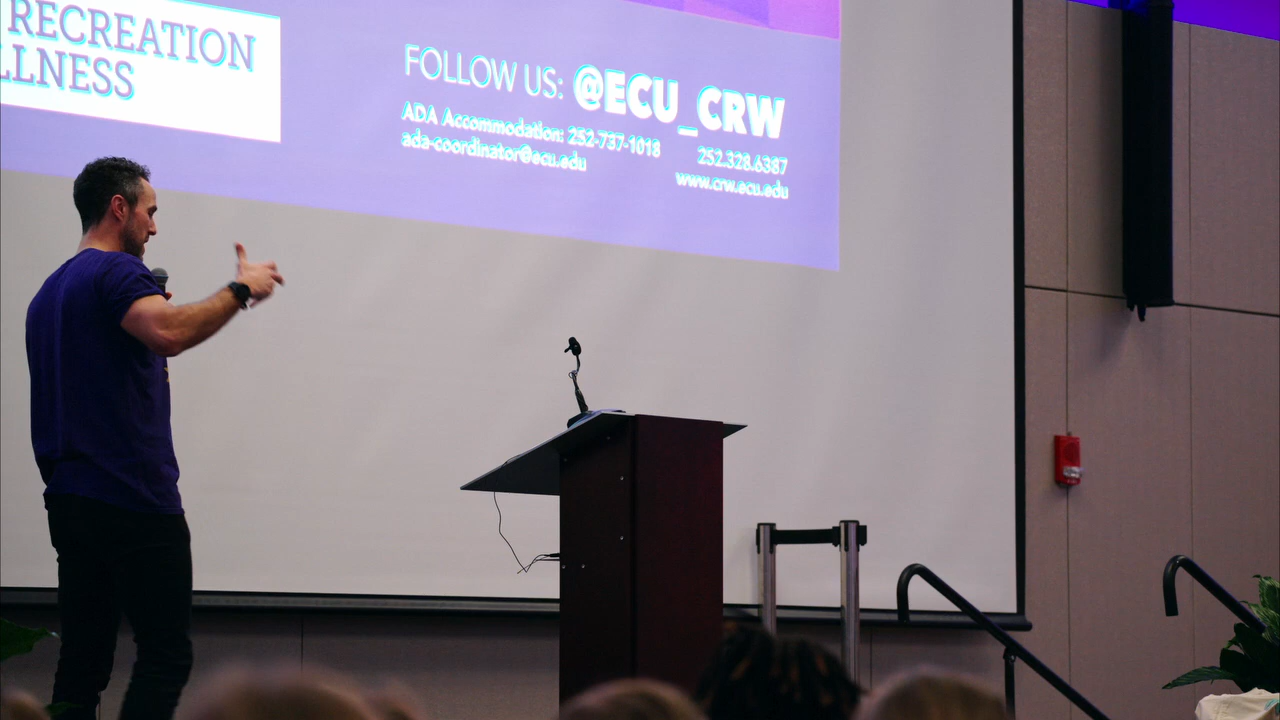 RECREATION
LLNESS
FOLLOW US: @ECU_CRW
ADA Accommodation: 252-737-1018
ada-coordinator@ecu.edu
252.328.6387
www.crw.ecu.edu